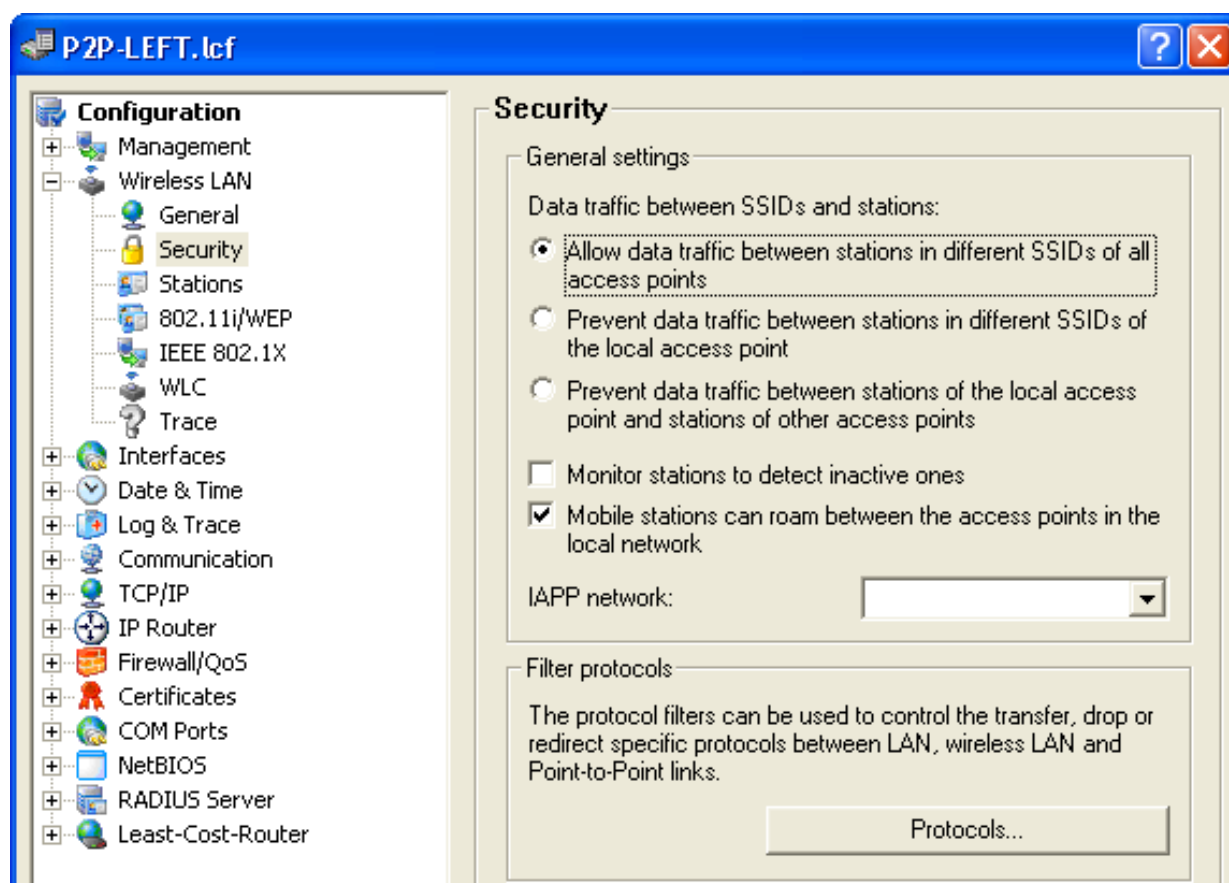 P2P-LEFT.lcf
Configuration
Management
Wireless LAN
General
Security
Stations
802.11i/WEP
IEEE 802.1X
WLC
Trace
Interfaces
Date & Time
Log & Trace
Communication
TCP/IP
IP Router
Firewall/QoS
Certificates
COM Ports
NetBIOS
RADIUS Server
Least-Cost-Router
Security
General settings
Data traffic between SSIDs and stations:
Allow data traffic between stations in different SSIDs of all
access points
Prevent data traffic between stations in different SSIDs of
the local access point
Prevent data traffic between stations of the local access
point and stations of other access points
Monitor stations to detect inactive ones
Mobile stations can roam between the access points in the
local network
IAPP network:
Filter protocols
The protocol filters can be used to control the transfer, drop or
redirect specific protocols between LAN, wireless LAN and
Point-to-Point links.
Protocols...